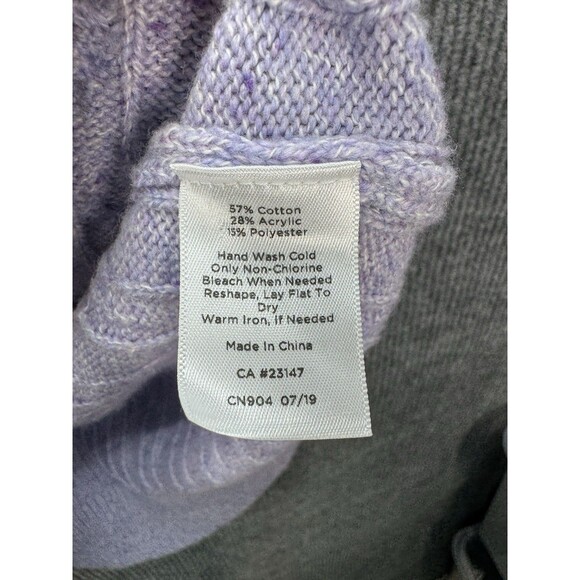 57% Cotton
28% Acrylic
15% Polyester
Hand Wash Cold
Only Non-Chlorine
Bleach When Needed
Reshape, Lay Flat To
Dry
Warm Iron, If Needed
Made In China
CA #23147
CN904 07/19